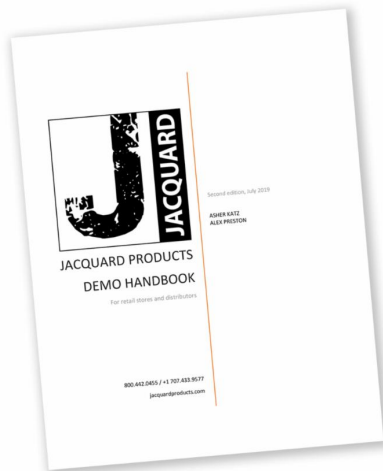 J
JACQUARD
JACQUARD PRODUCTS
DEMO HANDBOOK
For retail stores and distributors
800.442.0455 / +1 707.433.9577
jacquardproducts.com
Second edition, July 2019
ASHER KATZ
ALEX PRESTON